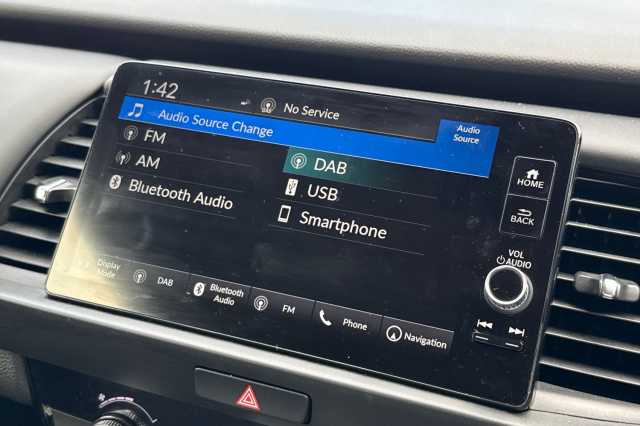 1:42
No Service
Audio Source Change
Audio
Source
FM
AM
Bluetooth Audio
DAB
USB
Smartphone
HOME
BACK
VOL
AUDIO
Display
Mode
DAB
Bluetooth
Audio
FM
Phone
Navigation